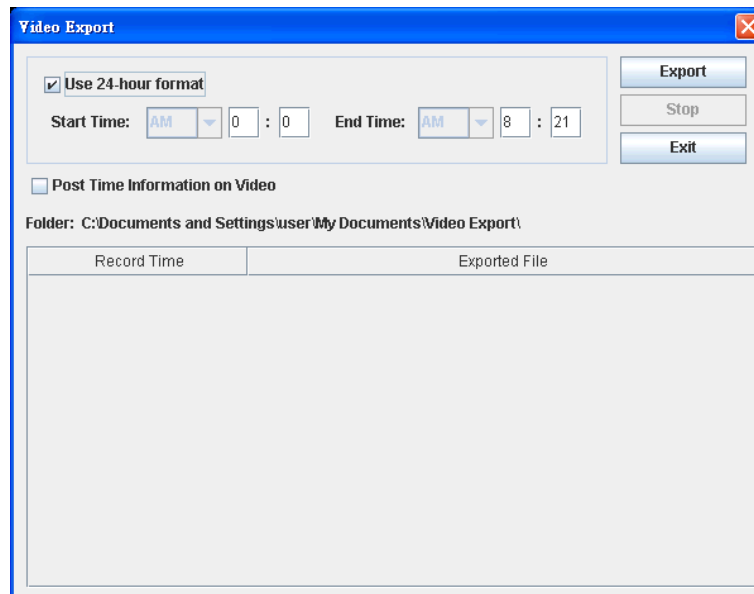 Video Export
Use 24-hour format
Export
Start Time: AM 0 : 0 End Time: AM 8 : 21
Stop
Exit
Post Time Information on Video
Folder: C:\Documents and Settings\user\My Documents\Video Export\
Record Time Exported File